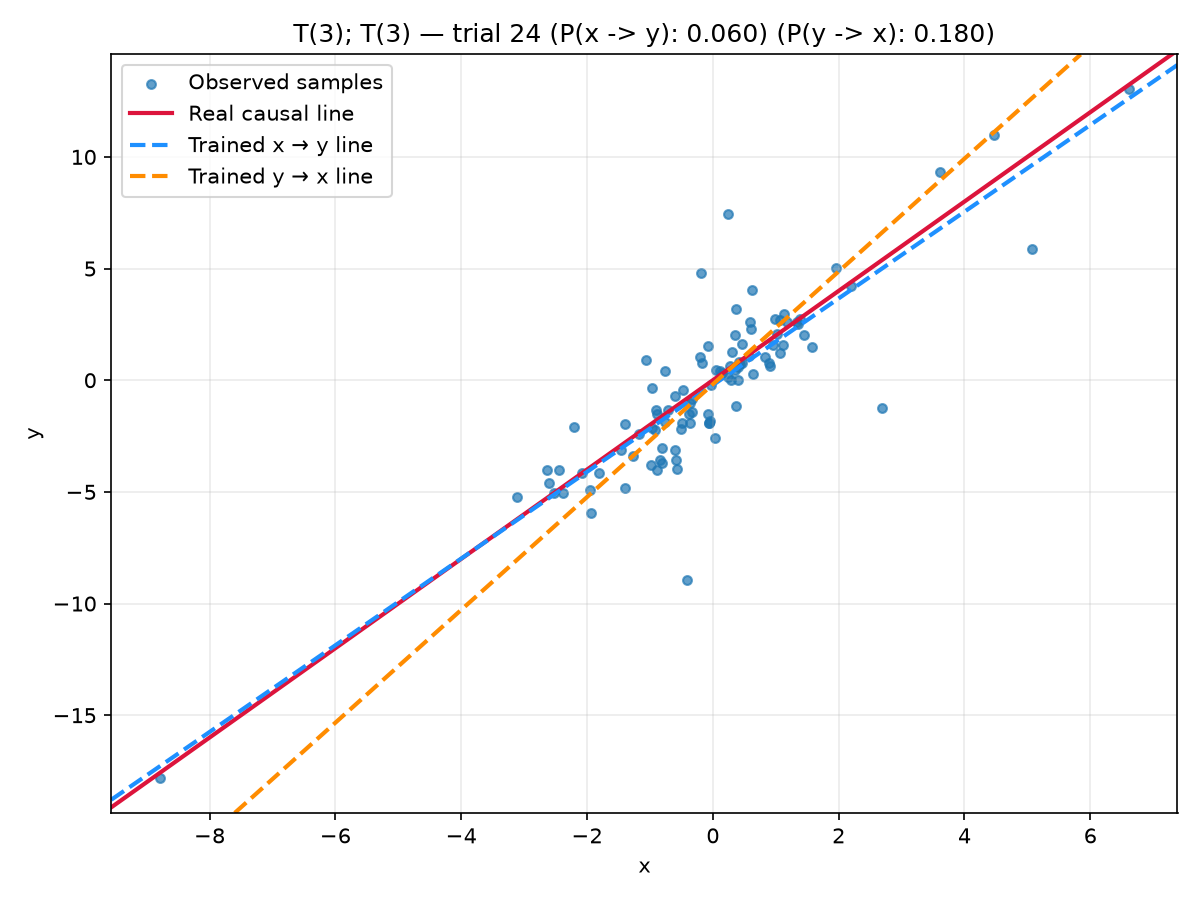 T(3); T(3) — trial 24 (P(x -> y): 0.060) (P(y -> x): 0.180)
Observed samples
Real causal line
Trained x → y line
Trained y → x line
10
5
0
−5
−10
−15
y
−8
−6
−4
−2
0
2
4
6
x